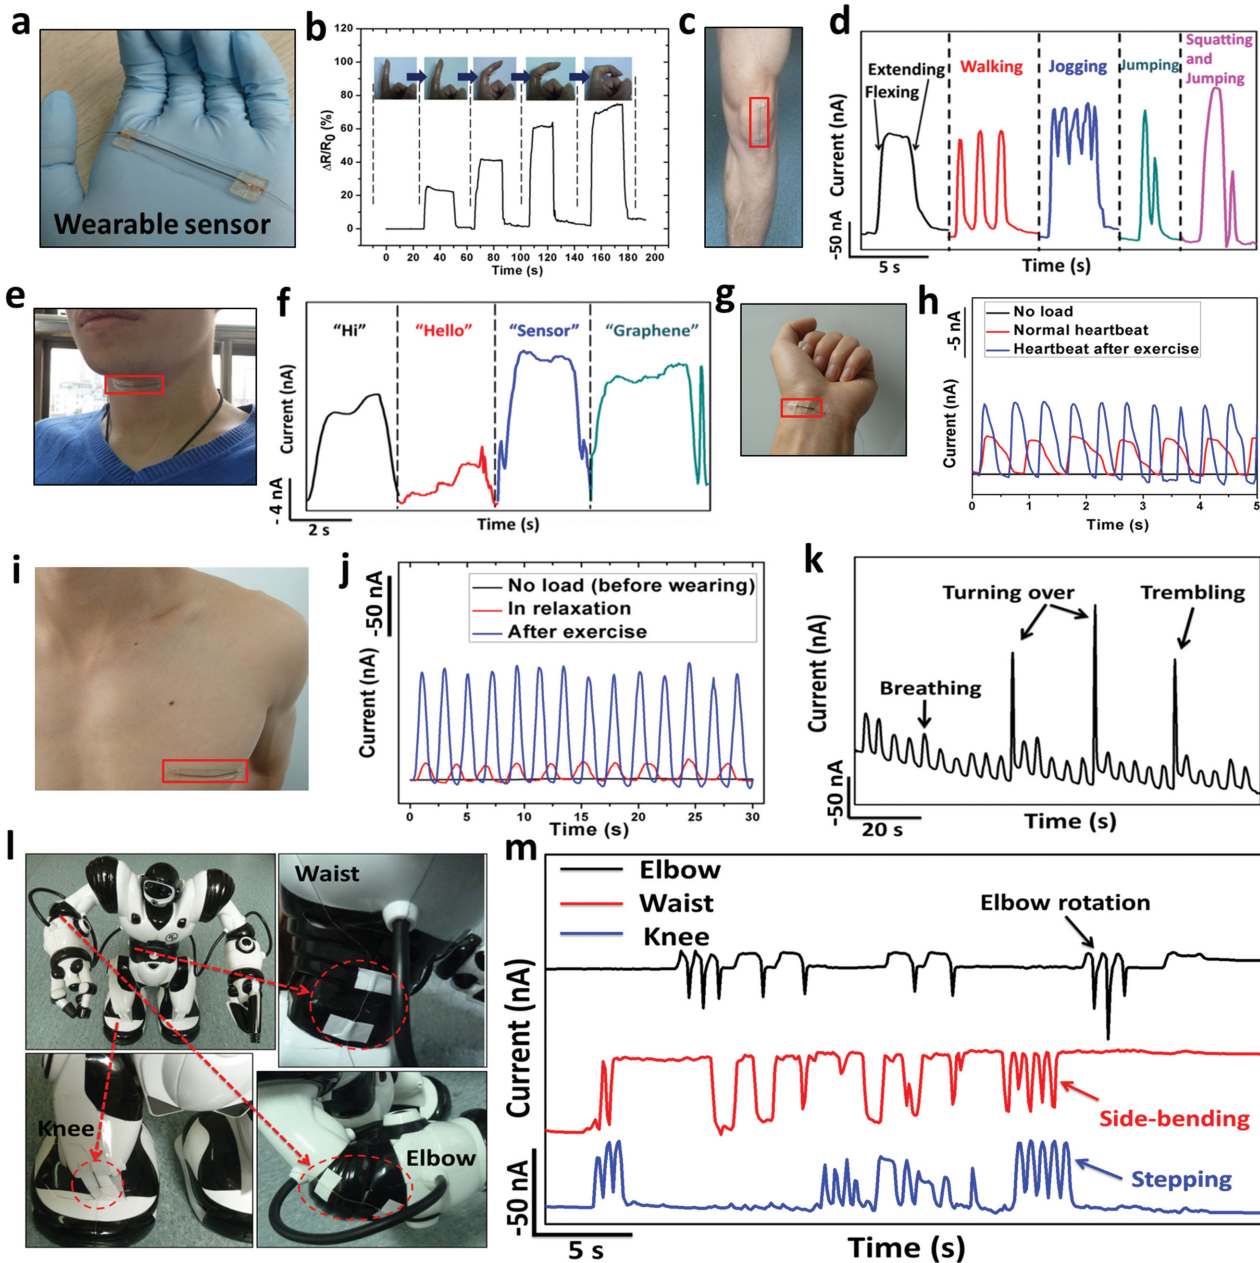 a
Wearable sensor
b
120
100
80
60
40
20
0
ΔR/R0 (%)
0 20 40 60 80 100 120 140 160 180 200
Time (s)
c
d
Extending
Flexing
Walking
Jogging
Jumping
Squatting
and
Jumping
Current (nA)
-50 nA
5 s
Time (s)
e
f
“Hi”
“Hello”
“Sensor”
“Graphene”
Current (nA)
- 4 nA
2 s
Time (s)
g
h
-5 nA
No load
Normal heartbeat
Heartbeat after exercise
Current (nA)
0 1 2 3 4 5
Time (s)
i
j
-50 nA
No load (before wearing)
In relaxation
After exercise
Current (nA)
0 5 10 15 20 25 30
Time (s)
k
Turning over
Trembling
Breathing
Current (nA)
-50 nA
20 s
Time (s)
l
Waist
Knee
Elbow
m
Elbow
Waist
Knee
Elbow rotation
Side-bending
Stepping
Current (nA)
-50 nA
5 s
Time (s)